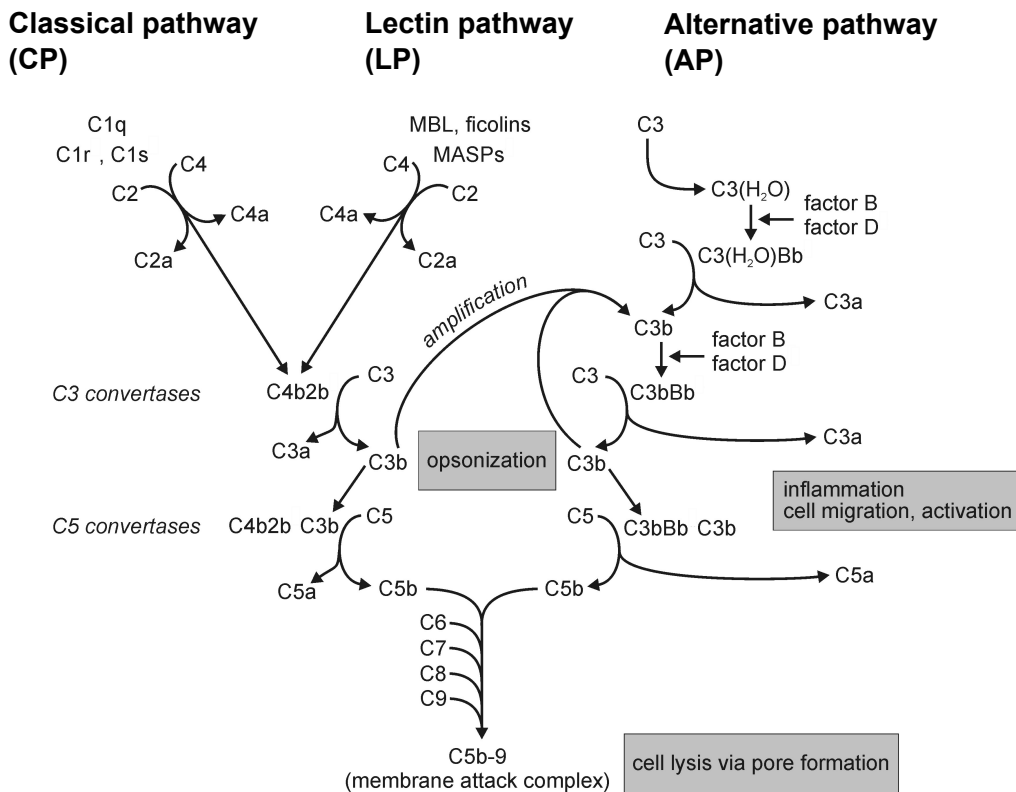 Classical pathway
(CP)
Lectin pathway
(LP)
Alternative pathway
(AP)
C1q
C1r , C1s
C4
C2
C4a
C2a
MBL, ficolins
MASPs
C4
C2
C4a
C2a
C3
C3(H₂O)
factor B
factor D
C3(H₂O)Bb
C3
C3a
C3b
factor B
factor D
amplification
C3 convertases
C4b2b
C3
C3a
C3b
C3
C3bBb
C3a
C3b
opsonization
inflammation
cell migration, activation
C5 convertases
C4b2b C3b
C5
C5a
C5b
C5
C3bBb C3b
C5a
C5b
C6
C7
C8
C9
C5b-9
(membrane attack complex)
cell lysis via pore formation